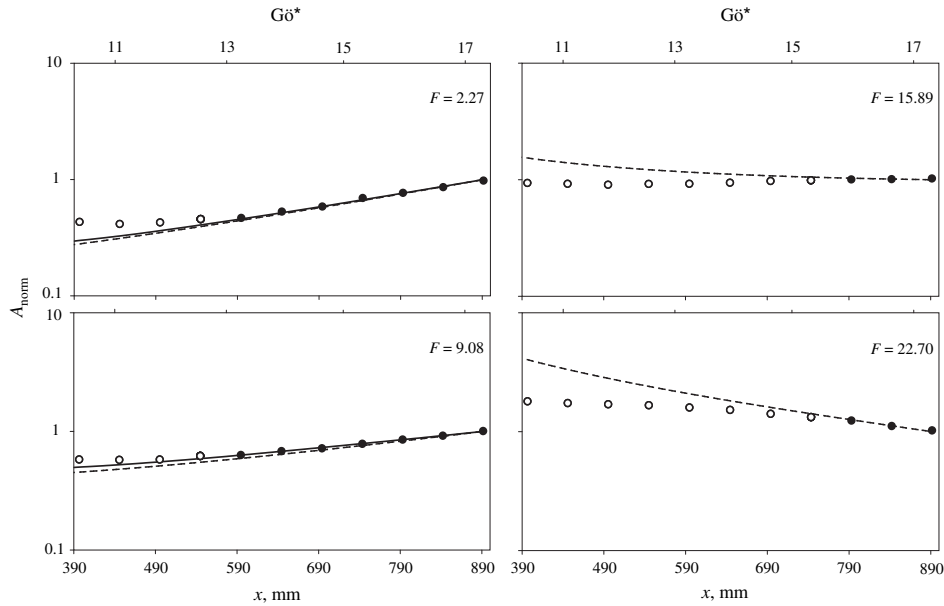 Gö* Gö*
11 13 15 17 11 13 15 17
10
F = 2.27 F = 15.89
1
0.1
A_norm
10
F = 9.08 F = 22.70
1
0.1
390 490 590 690 790 890 390 490 590 690 790 890
x, mm x, mm